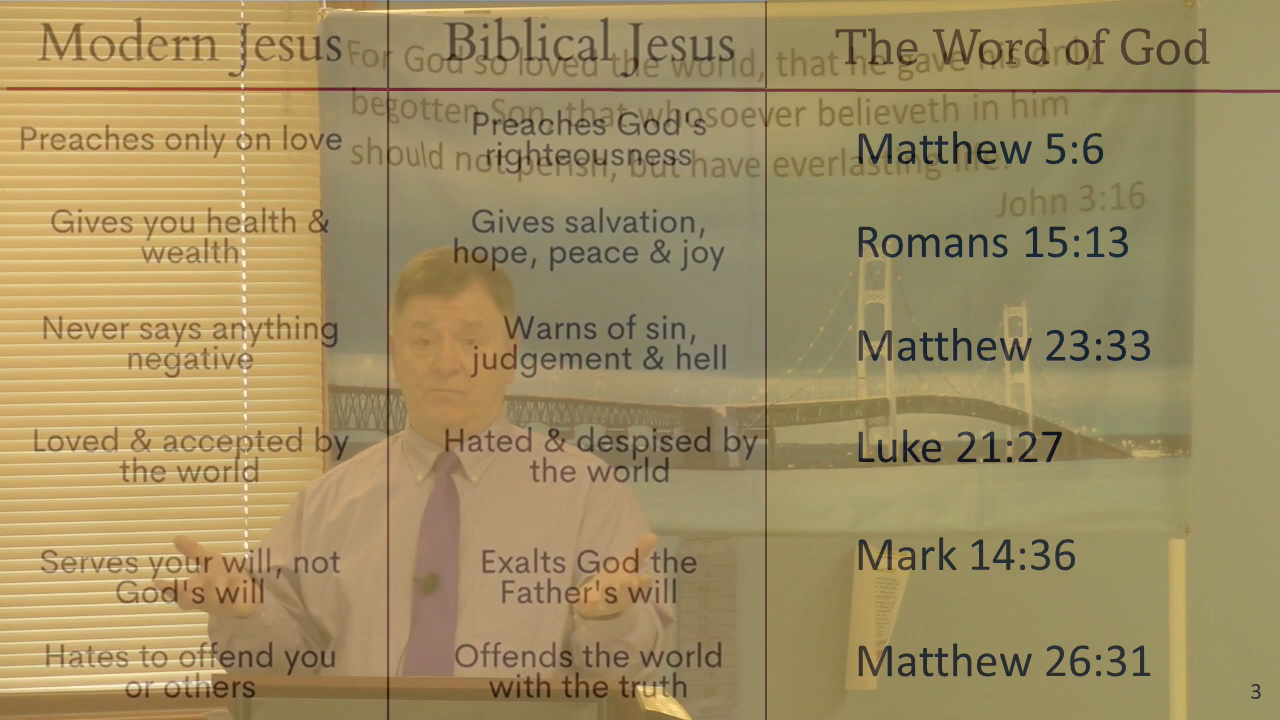 Modern Jesus
Biblical Jesus
The Word of God
For God so loved the world, that he gave his only
begotten Son, that whosoever believeth in him
should not perish, but have everlasting life.
John 3:16
Preaches only on love
Preaches God's
righteousness
Matthew 5:6
Gives you health &
wealth
Gives salvation,
hope, peace & joy
Romans 15:13
Never says anything
negative
Warns of sin,
judgement & hell
Matthew 23:33
Loved & accepted by
the world
Hated & despised by
the world
Luke 21:27
Serves your will, not
God's will
Exalts God the
Father's will
Mark 14:36
Hates to offend you
or others
Offends the world
with the truth
Matthew 26:31
3